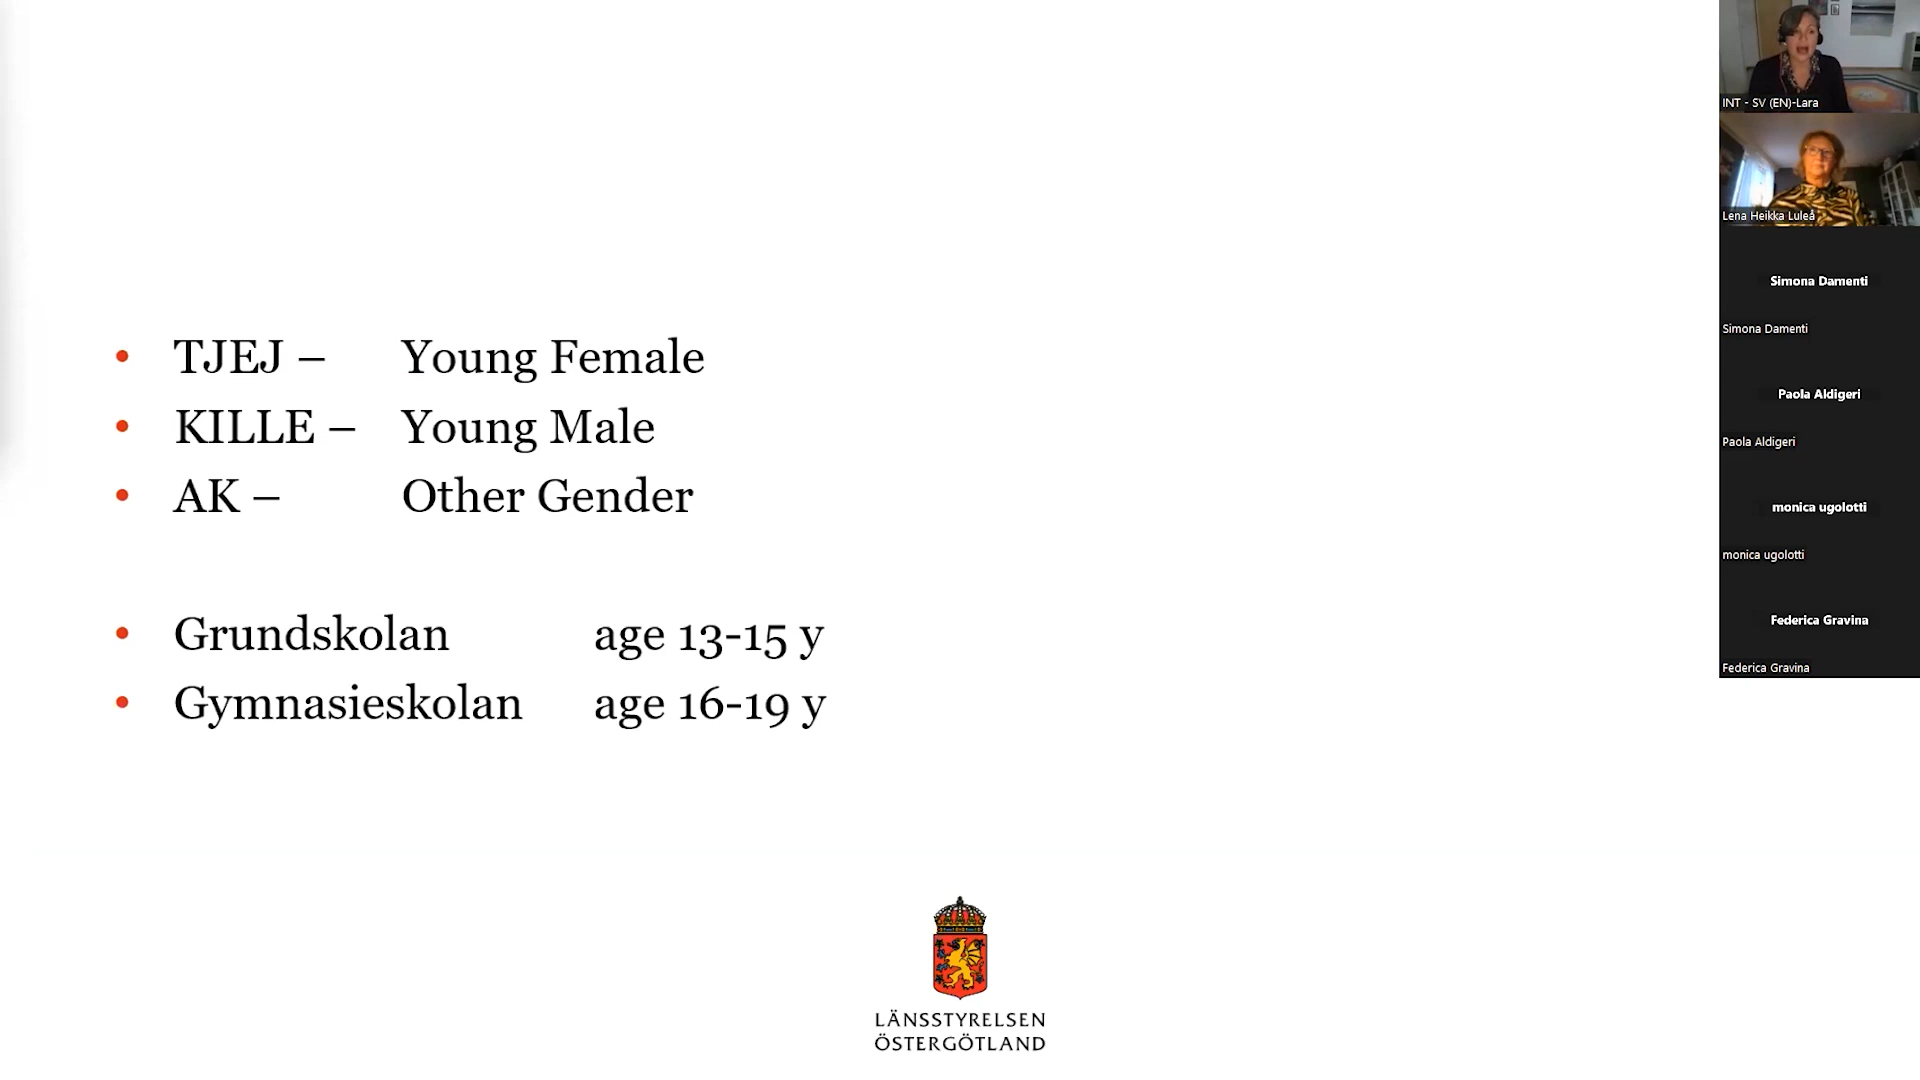 TJEJ – Young Female
KILLE – Young Male
AK – Other Gender
Grundskolan age 13-15 y
Gymnasieskolan age 16-19 y
LÄNSSTYRELSEN
ÖSTERGÖTLAND
INT - SV (EN)-Lara
Lena Heikka Luleå
Simona Damenti
Simona Damenti
Paola Aldigeri
Paola Aldigeri
monica ugolotti
monica ugolotti
Federica Gravina
Federica Gravina